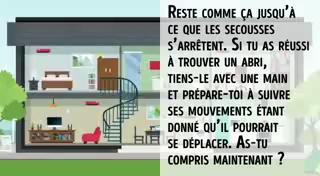 Reste comme ça jusqu'à
ce que les secousses
s'arrêtent. Si tu as réussi
à trouver un abri,
tiens-le avec une main
et prépare-toi à suivre
ses mouvements étant
donné qu'il pourrait
se déplacer. As-tu
compris maintenant ?